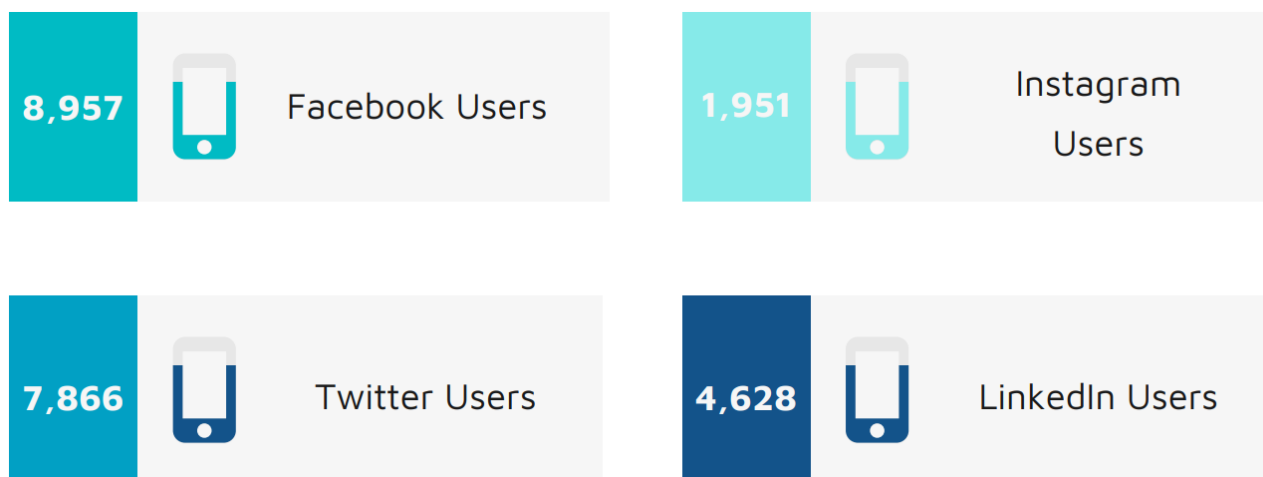 8,957
Facebook Users
1,951
Instagram
Users
7,866
Twitter Users
4,628
LinkedIn Users